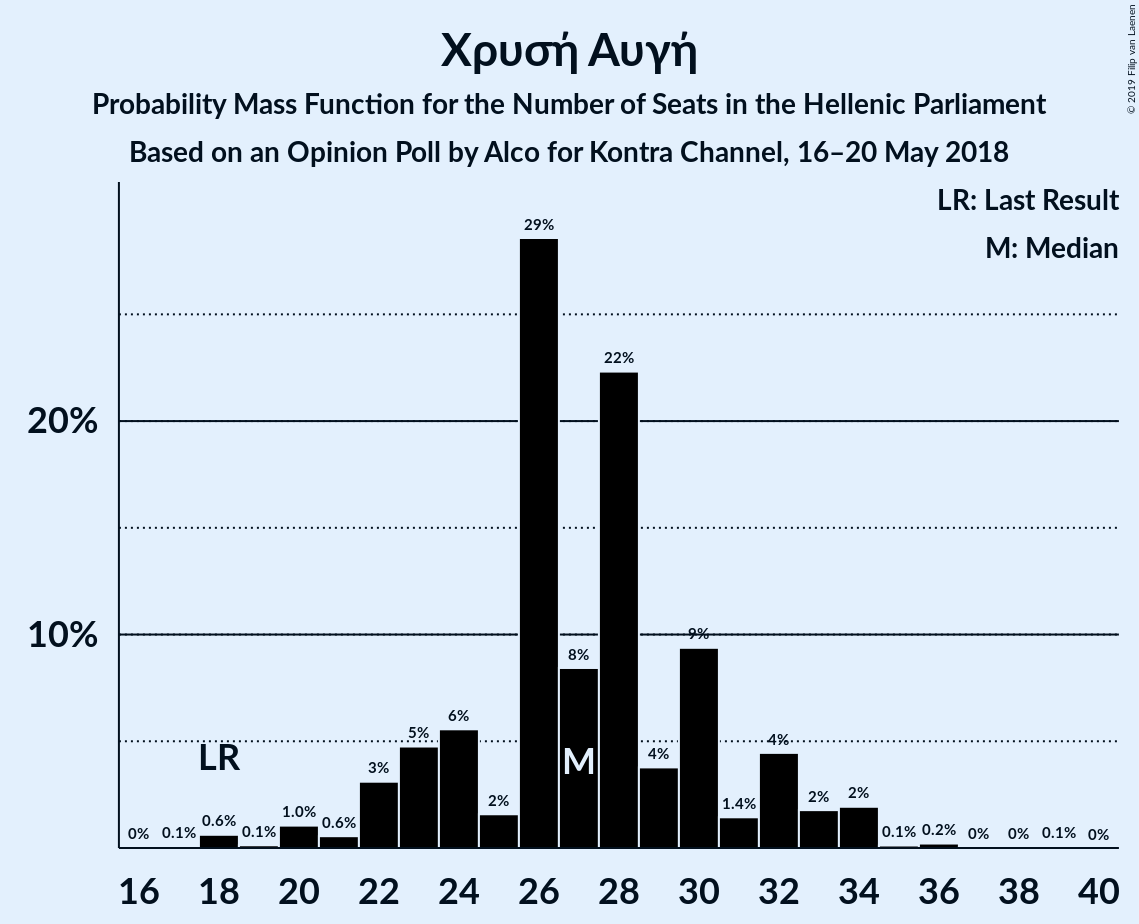 © 2019 Filip van Laenen
Χρυσή Αυγή
Probability Mass Function for the Number of Seats in the Hellenic Parliament
Based on an Opinion Poll by Alco for Kontra Channel, 16–20 May 2018
LR: Last Result
M: Median
20%
10%
0% 0.1% 0.6% 0.1% 1.0% 0.6% 3% 5% 6% 2% 29% 8% 22% 4% 9% 1.4% 4% 2% 2% 0.1% 0.2% 0% 0% 0.1% 0%
LR
M
16 18 20 22 24 26 28 30 32 34 36 38 40